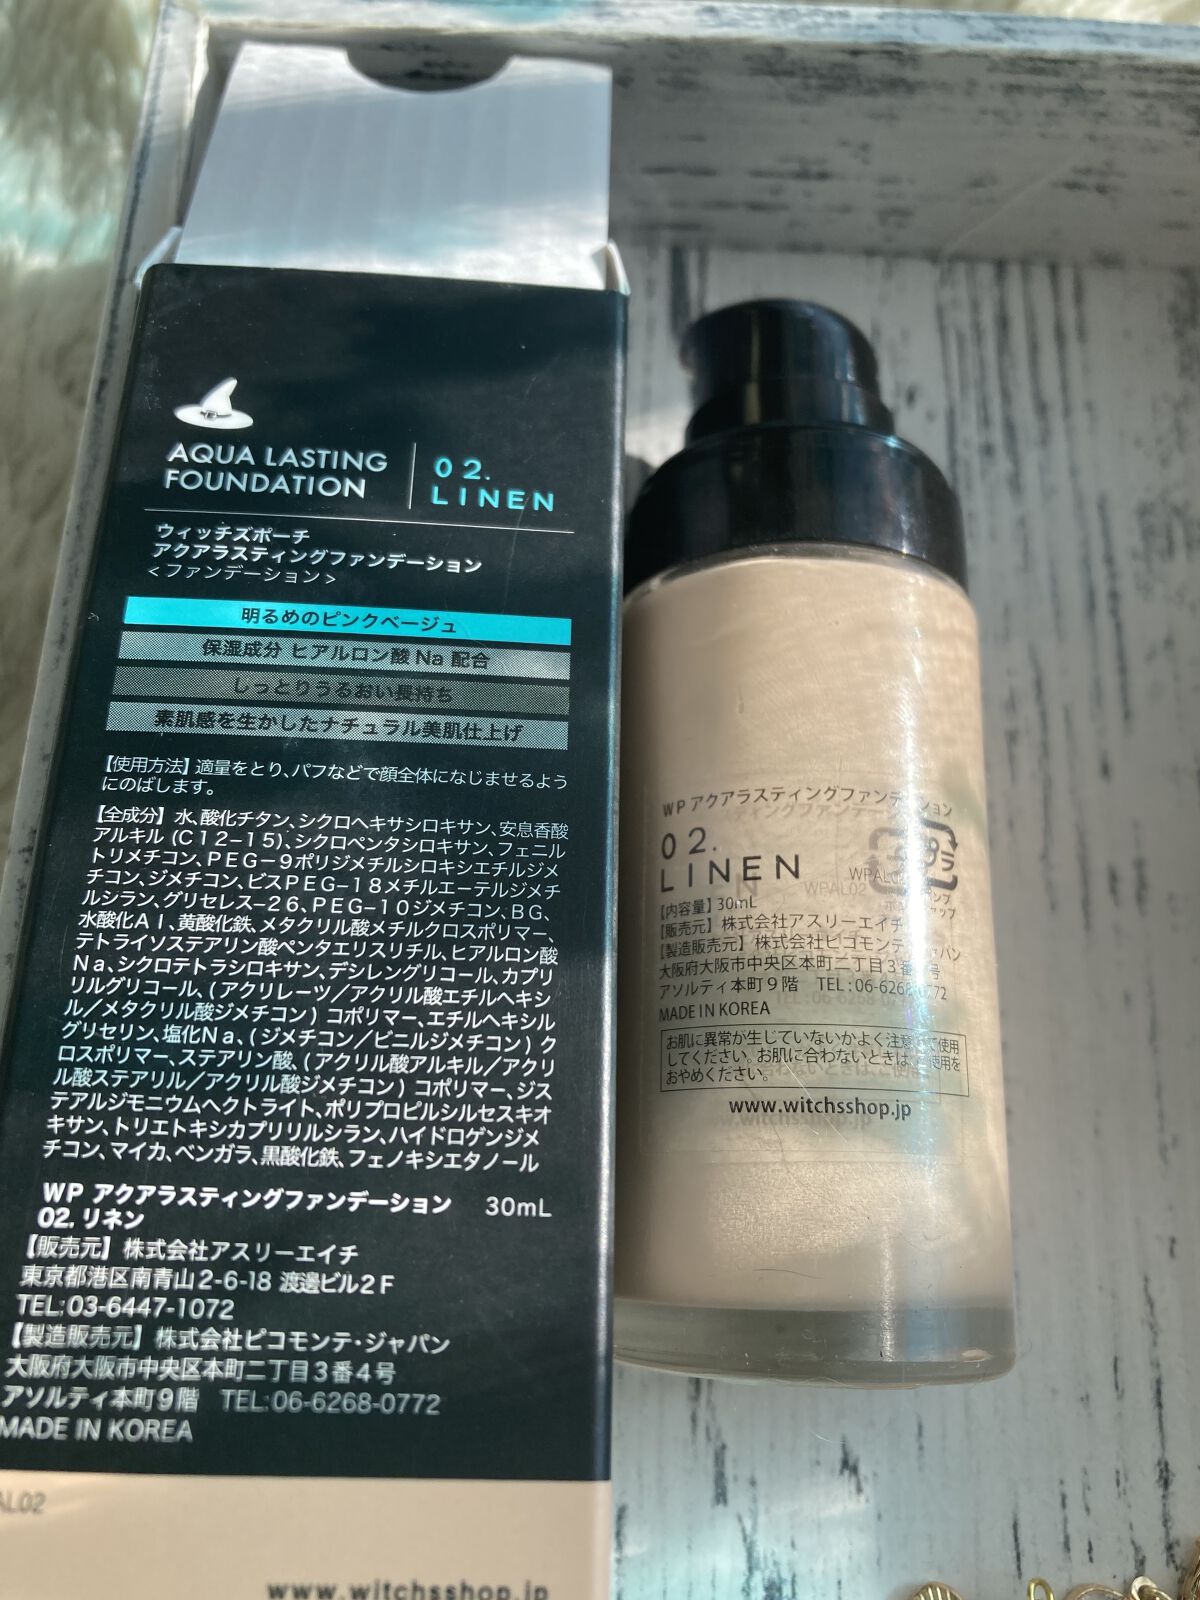 AQUA LASTING
FOUNDATION
02.
LINEN
ウィッチズポーチ
アクアラスティングファンデーション
<ファンデーション>
明るめのピンクベージュ
保湿成分 ヒアルロン酸Na 配合
しっとりうるおい長持ち
素肌感を生かしたナチュラル美肌仕上げ
【使用方法】適量をとり、パフなどで顔全体になじませるよう
にのばします。
【全成分】水、酸化チタン、シクロヘキサシロキサン、安息香酸
アルキル(C12-15)、シクロペンタシロキサン、フェニル
トリメチコン、PEG-9ポリジメチルシロキシエチルジメ
チコン、ジメチコン、ビスPEG-18メチルエーテルジメチ
ルシラン、グリセレス-26、PEG-10ジメチコン、BG、
水酸化Al、黄酸化鉄、メタクリル酸メチルクロスポリマー、
テトライソステアリン酸ペンタエリスリチル、ヒアルロン酸
Na、シクロテトラシロキサン、デシレングリコール、カプリ
リルグリコール、(アクリレーツ/アクリル酸エチルヘキシ
ル/メタクリル酸ジメチコン)コポリマー、エチルヘキシル
グリセリン、塩化Na、(ジメチコン/ビニルジメチコン)ク
ロスポリマー、ステアリン酸、(アクリル酸アルキル/アクリ
ル酸ステアリル/アクリル酸ジメチコン)コポリマー、ジス
テアルジモニウムヘクトライト、ポリプロピルシルセスキオ
キサン、トリエトキシカプリリルシラン、ハイドロゲンジメ
チコン、マイカ、ベンガラ、黒酸化鉄、フェノキシエタノール
WP アクアラスティングファンデーション 30mL
02. リネン
【販売元】株式会社アスリーエイチ
東京都港区南青山2-6-18 渡邊ビル2F
TEL:03-6447-1072
【製造販売元】株式会社ピコモンテ・ジャパン
大阪府大阪市中央区本町二丁目3番4号
アソルティ本町9階 TEL:06-6268-0772
MADE IN KOREA
AL02
www.witchsshop.jp
WP アクアラスティングファンデーション
02.
LINEN
プラ
WPAL02
【内容量】30mL
【販売元】株式会社アスリーエイチ
【製造販売元】株式会社ピコモンテ・ジャパン
大阪府大阪市中央区本町二丁目3番4号
アソルティ本町9階 TEL:06-6268-0772
MADE IN KOREA
お肌に異常が生じていないかよく注意して使用
してください。お肌に合わないときは、ご使用を
おやめください。
www.witchsshop.jp